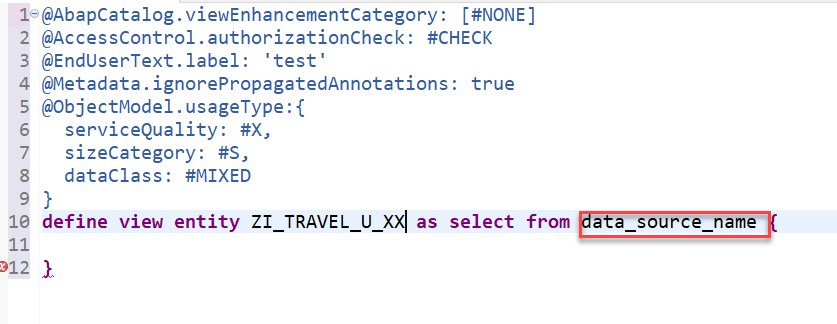 1 @AbapCatalog.viewEnhancementCategory: [#NONE]
2 @AccessControl.authorizationCheck: #CHECK
3 @EndUserText.label: 'test'
4 @Metadata.ignorePropagatedAnnotations: true
5 @ObjectModel.usageType:{
6   serviceQuality: #X,
7   sizeCategory: #S,
8   dataClass: #MIXED
9 }
10 define view entity ZI_TRAVEL_U_XX as select from data_source_name {
11
12 }